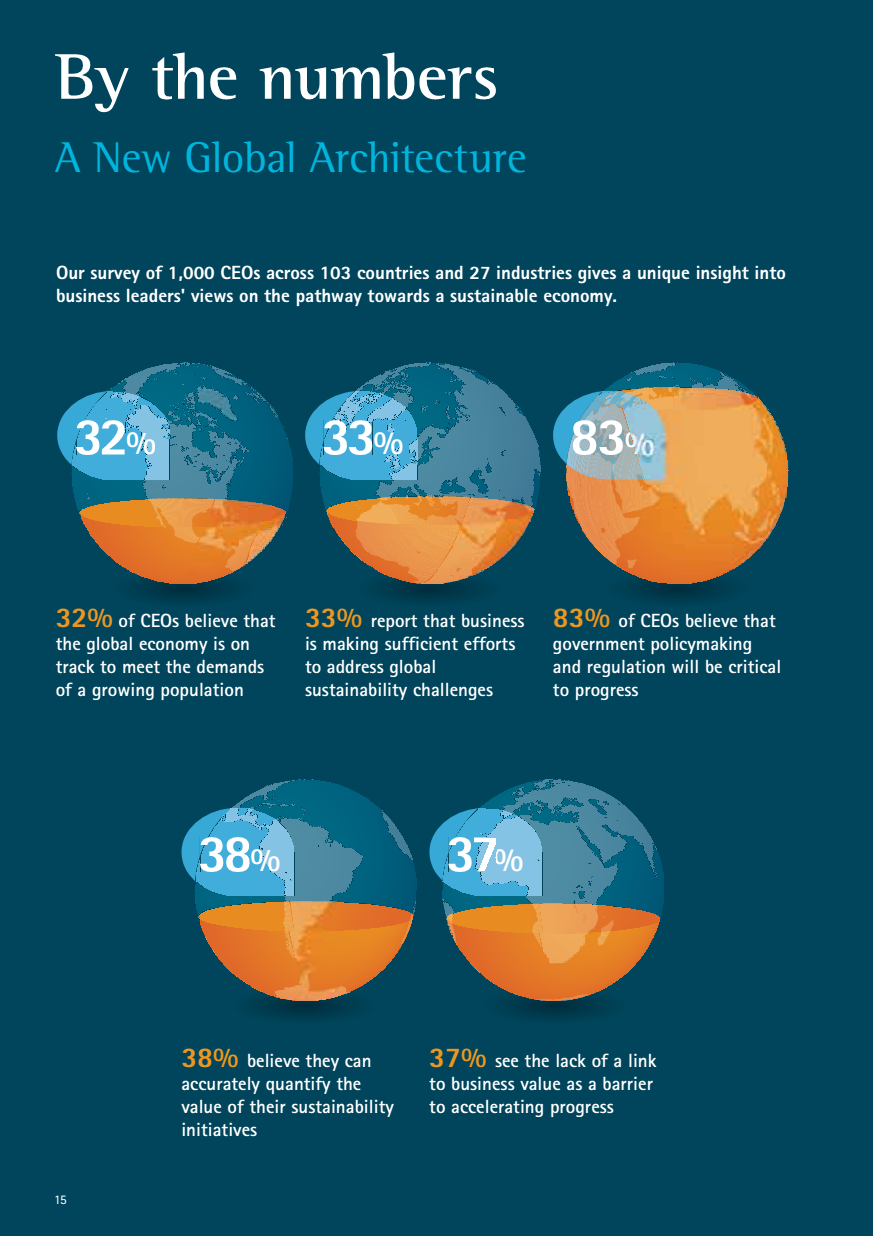 By the numbers
A New Global Architecture
Our survey of 1,000 CEOs across 103 countries and 27 industries gives a unique insight into
business leaders' views on the pathway towards a sustainable economy.
32%
33%
83%
32% of CEOs believe that
the global economy is on
track to meet the demands
of a growing population
33% report that business
is making sufficient efforts
to address global
sustainability challenges
83% of CEOs believe that
government policymaking
and regulation will be critical
to progress
38%
37%
38% believe they can
accurately quantify the
value of their sustainability
initiatives
37% see the lack of a link
to business value as a barrier
to accelerating progress
15